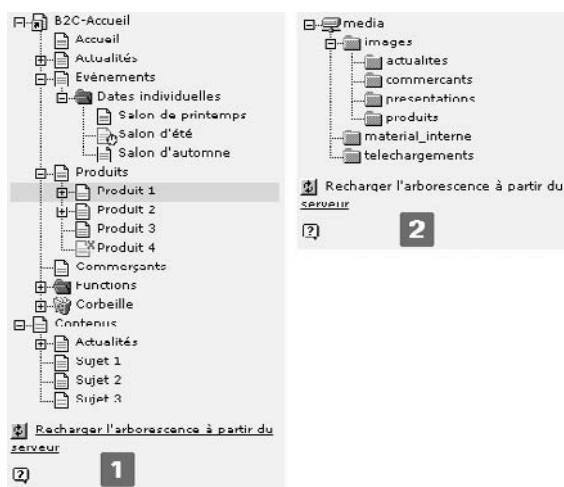 B2C-Accueil
Accueil
Actualités
Evènements
Dates individuelles
Salon de printemps
Salon d'été
Salon d'automne
Produits
Produit 1
Produit 2
Produit 3
Produit 4
Commerçants
Functions
Corbeille
Contenus
Actualités
Sujet 1
Sujet 2
Sujet 3
Recharger l'arborescence à partir du
serveur
1
media
images
actualites
commercants
presentations
produits
material_interne
telechargements
Recharger l'arborescence à partir du
serveur
2